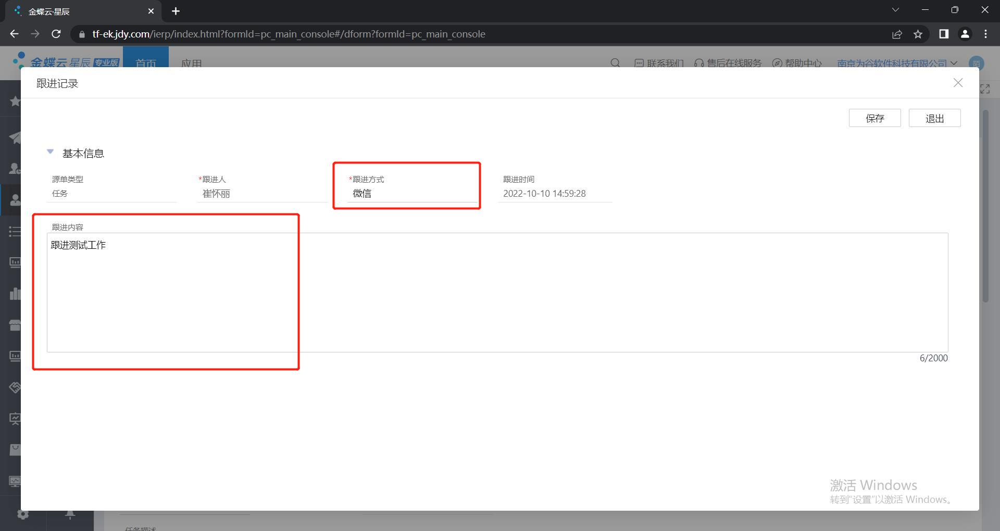 金蝶云·星辰
tf-ek.jdy.com/ierp/index.html?formId=pc_main_console#/dform?formId=pc_main_console
金蝶云 星辰 专业版 首页 应用 联系我们 售后在线服务 帮助中心 南京为谷软件科技有限公司 陌
跟进记录
保存 退出
基本信息
源单类型 *跟进人 *跟进方式 跟进时间
任务 崔怀丽 微信 2022-10-10 14:59:28
跟进内容
跟进测试工作
6/2000
激活 Windows
转到"设置"以激活 Windows。
任务描述